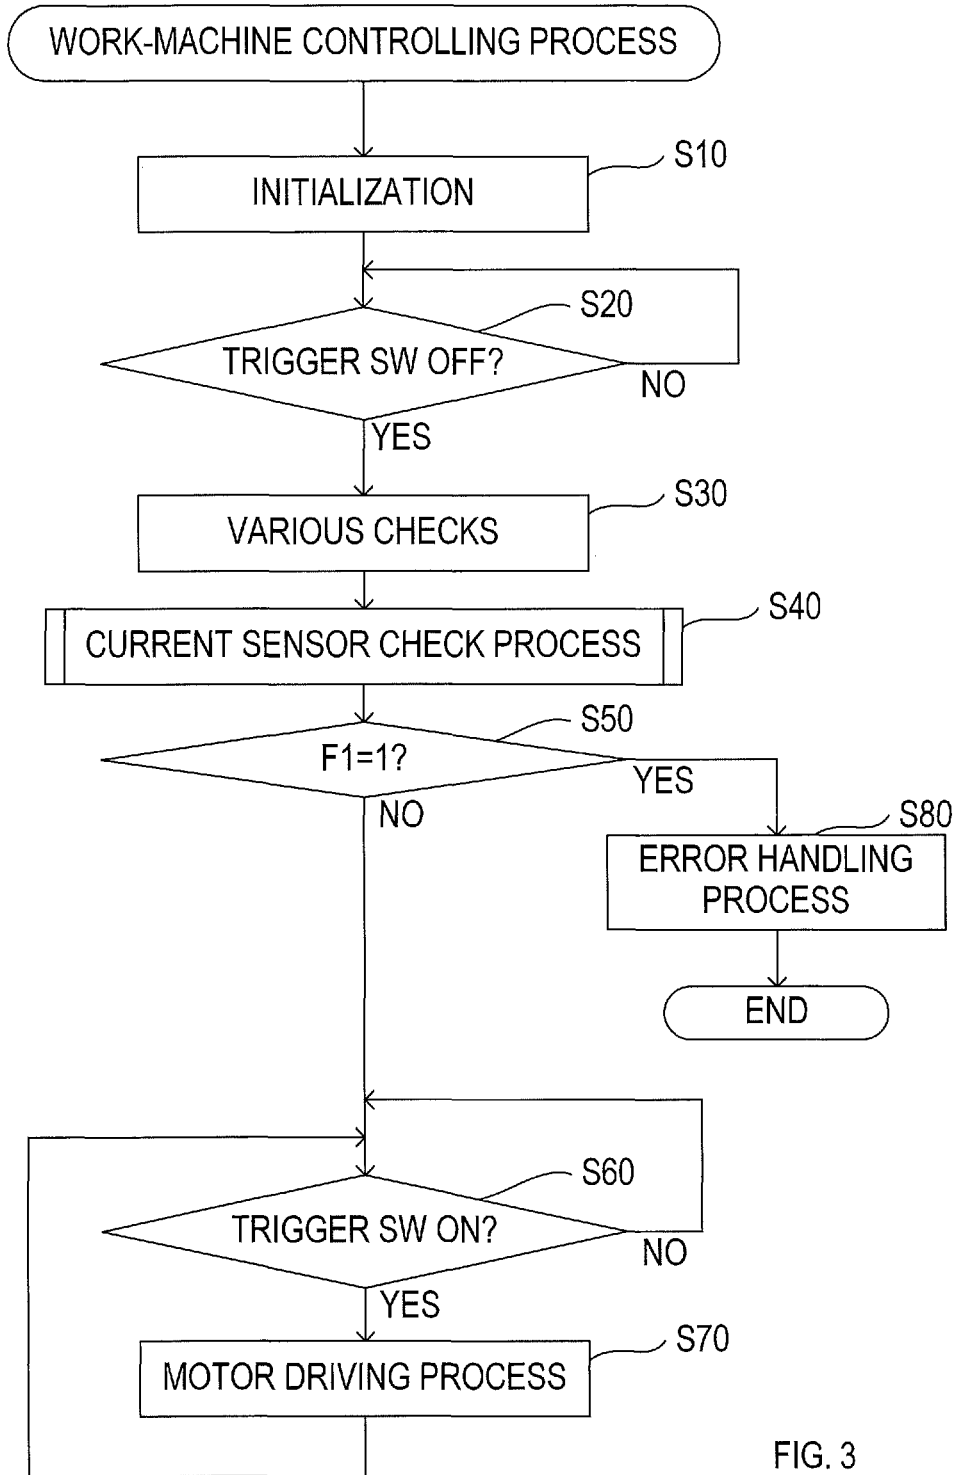 WORK-MACHINE CONTROLLING PROCESS
S10
INITIALIZATION
S20
TRIGGER SW OFF?
NO
YES
S30
VARIOUS CHECKS
S40
CURRENT SENSOR CHECK PROCESS
S50
F1=1?
YES
NO
S80
ERROR HANDLING
PROCESS
END
S60
TRIGGER SW ON?
NO
YES
S70
MOTOR DRIVING PROCESS
FIG. 3